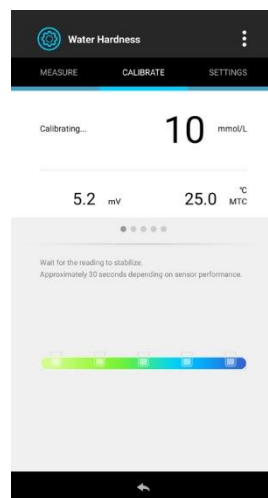 Water Hardness
MEASURE CALIBRATE SETTINGS
Calibrating... 10 mmol/L
5.2 mV 25.0 °C
MTC
Wait for the reading to stabilize.
Approximately 30 seconds depending on sensor performance.